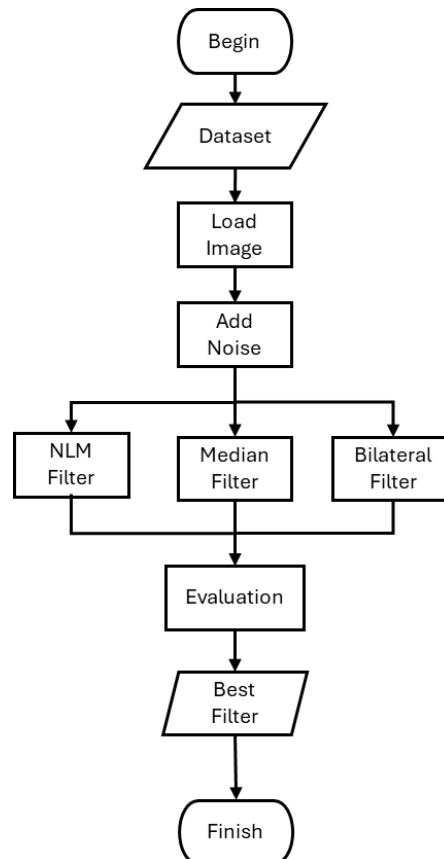 Begin
Dataset
Load
Image
Add
Noise
NLM
Filter
Median
Filter
Bilateral
Filter
Evaluation
Best
Filter
Finish